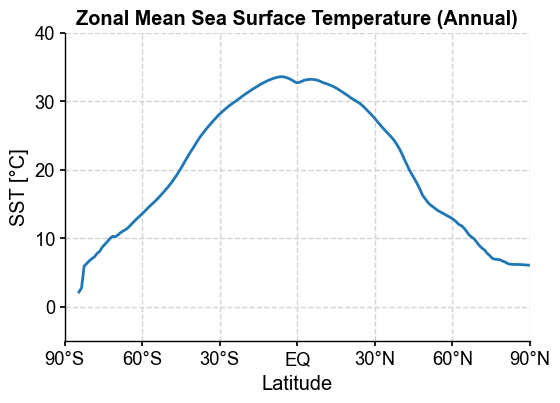 Zonal Mean Sea Surface Temperature (Annual)
SST [°C]
40
30
20
10
0
90°S 60°S 30°S EQ 30°N 60°N 90°N
Latitude